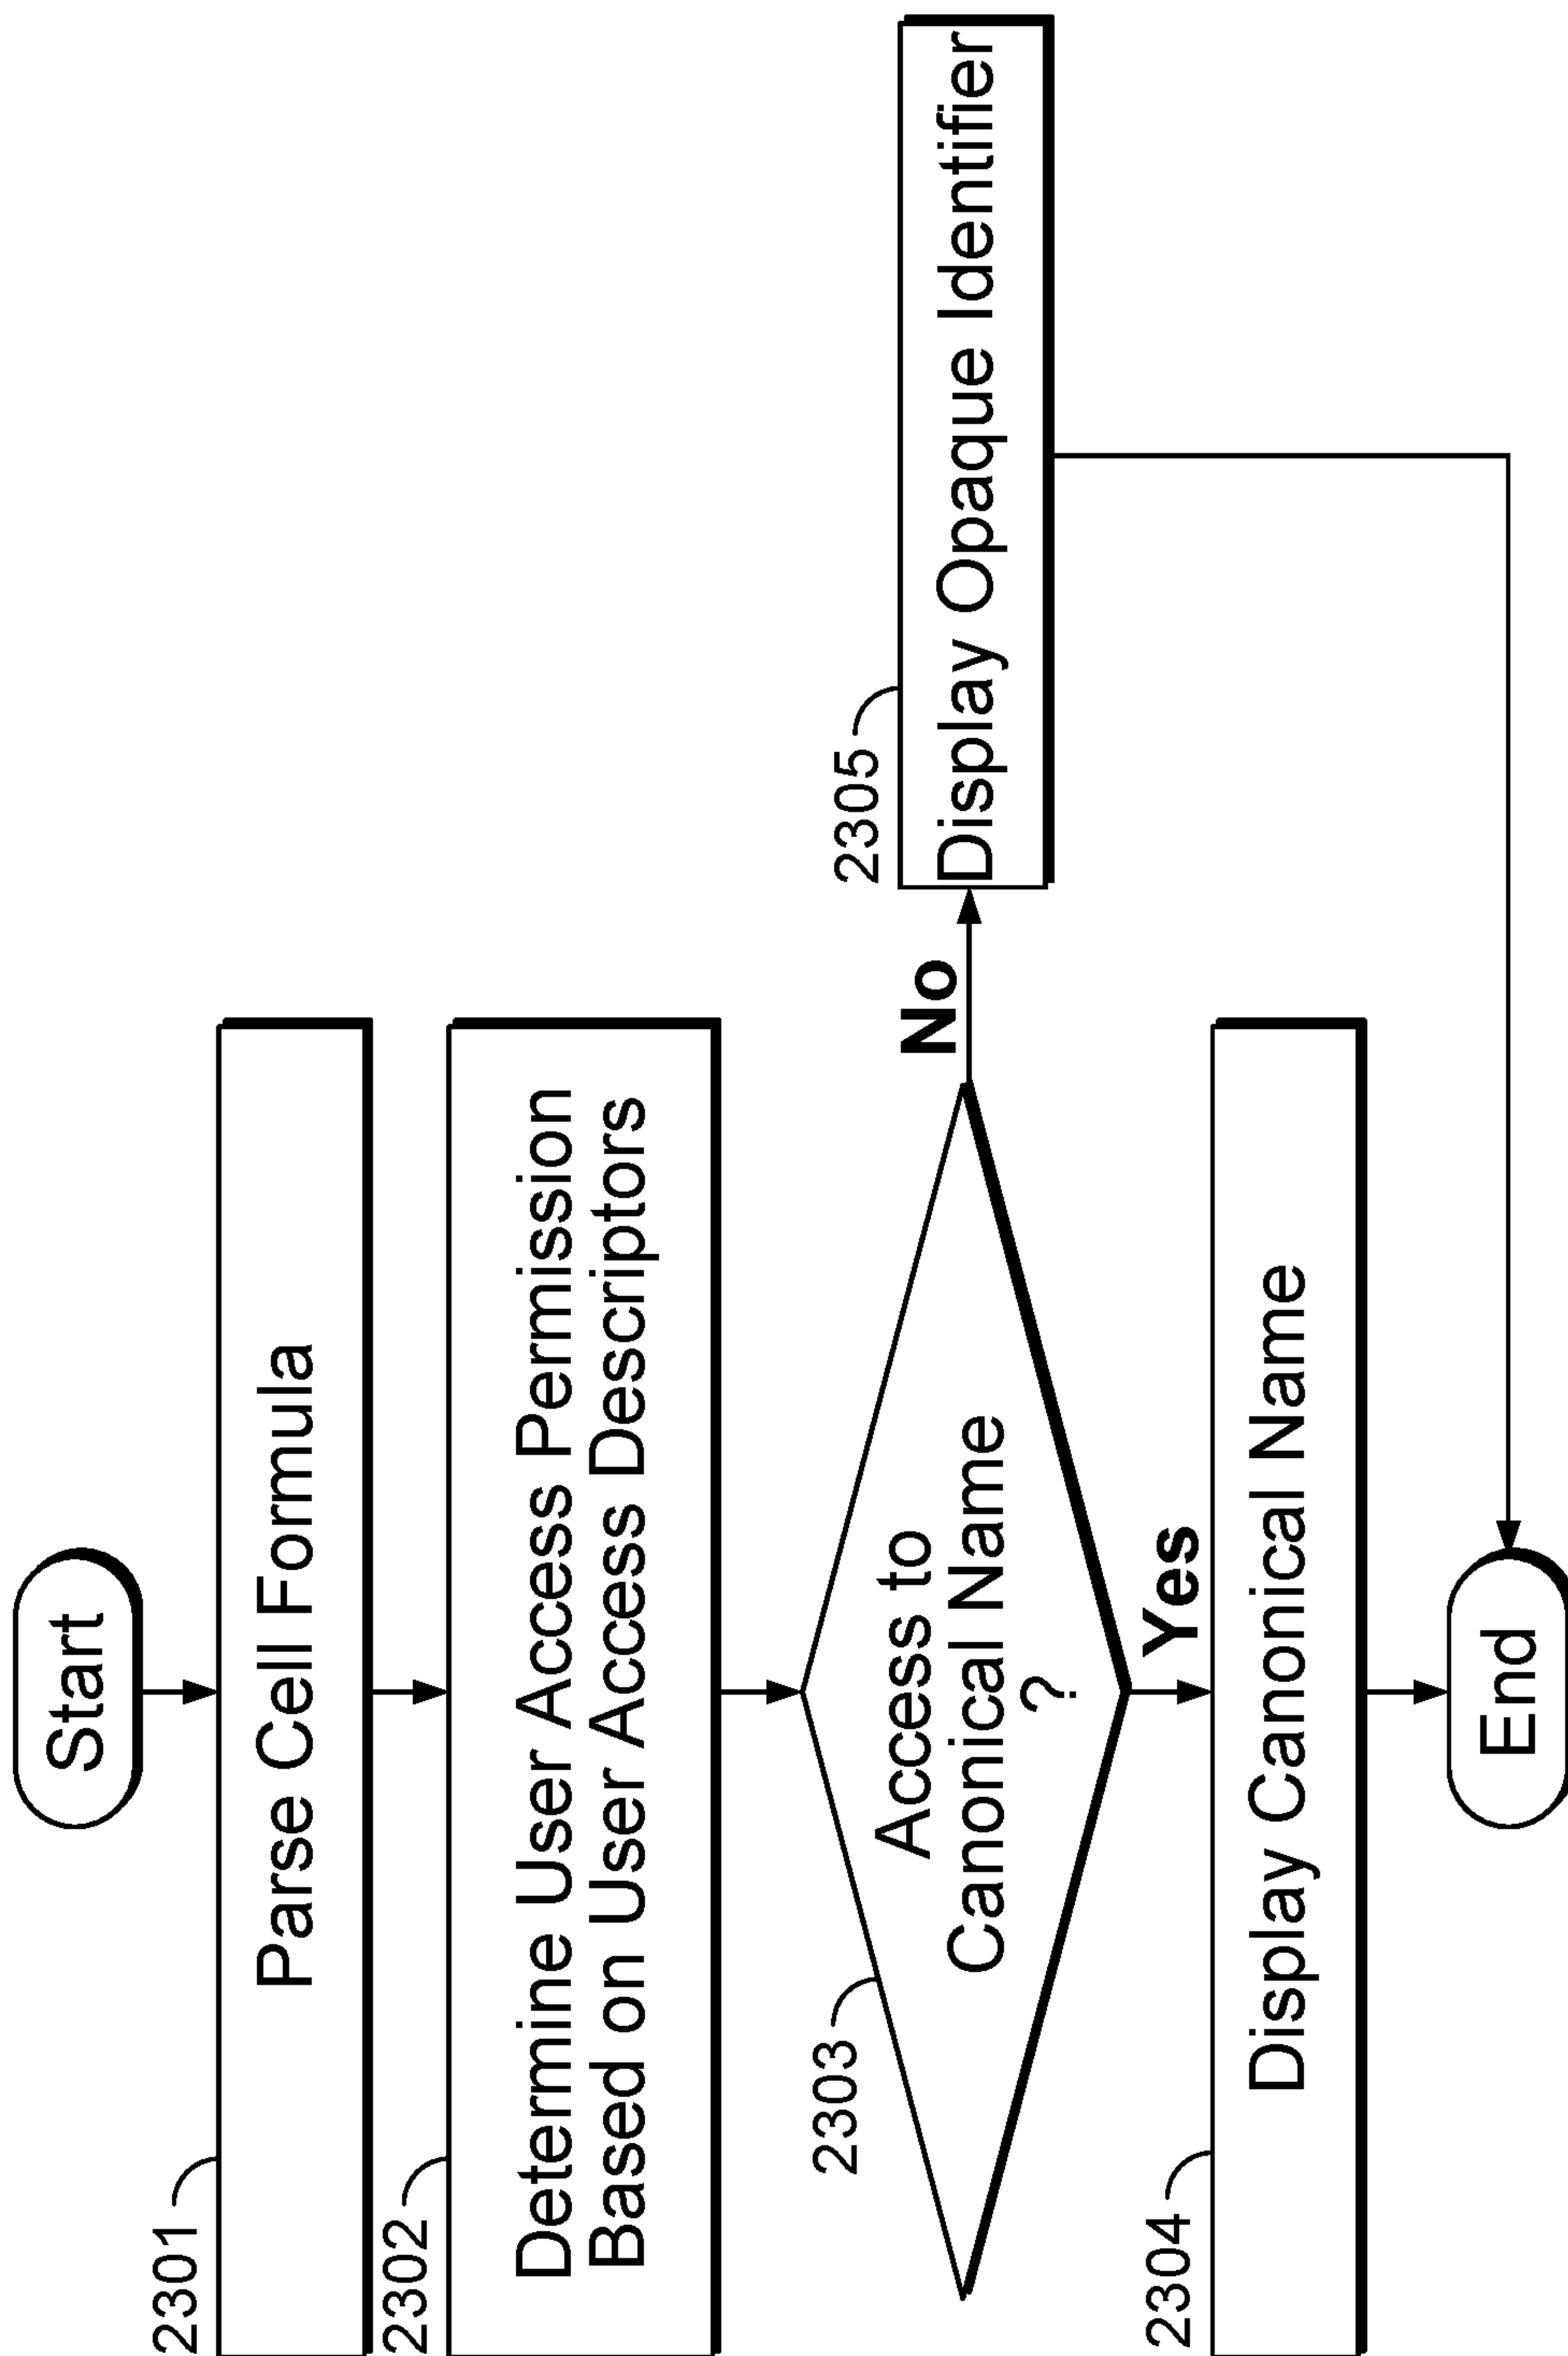 Start
2301
Parse Cell Formula
2302
Determine User Access Permission
Based on User Access Descriptors
2303
Access to
Canonical Name
?
No
2305
Display Opaque Identifier
Yes
2304
Display Canonical Name
End